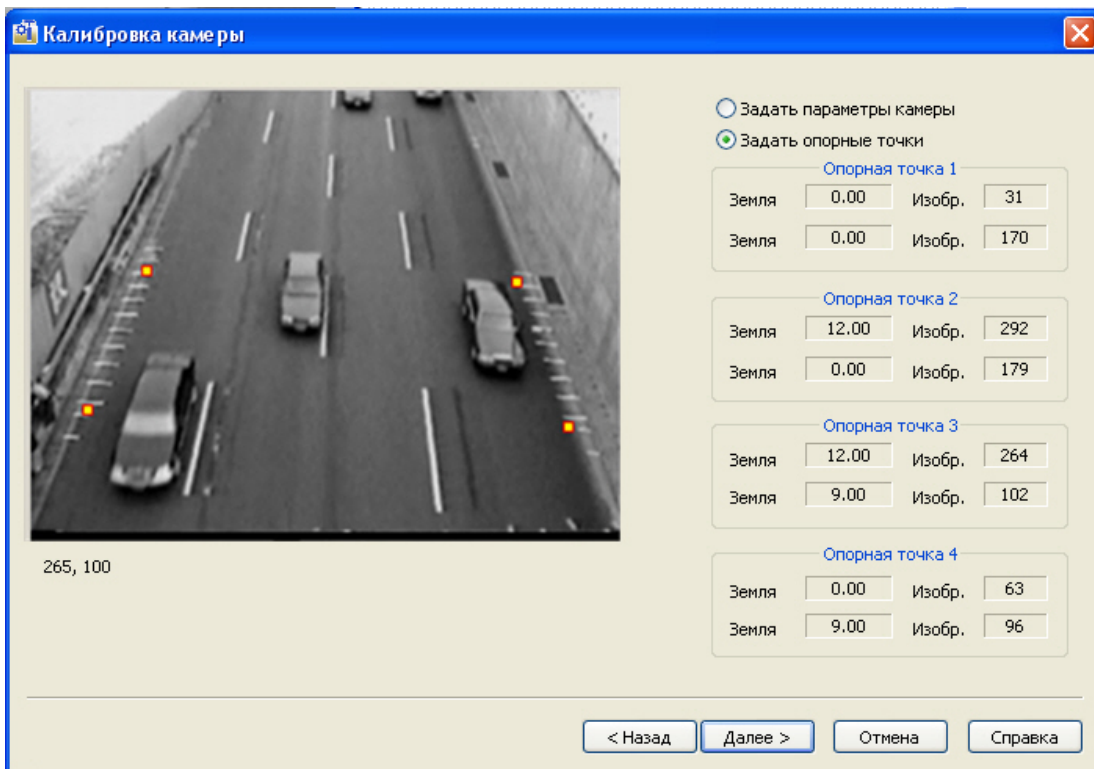 Калибровка камеры
Задать параметры камеры
Задать опорные точки
Опорная точка 1
Земля 0.00 Изобр. 31
Земля 0.00 Изобр. 170
Опорная точка 2
Земля 12.00 Изобр. 292
Земля 0.00 Изобр. 179
Опорная точка 3
Земля 12.00 Изобр. 264
Земля 9.00 Изобр. 102
Опорная точка 4
Земля 0.00 Изобр. 63
Земля 9.00 Изобр. 96
265, 100
< Назад Далее > Отмена Справка